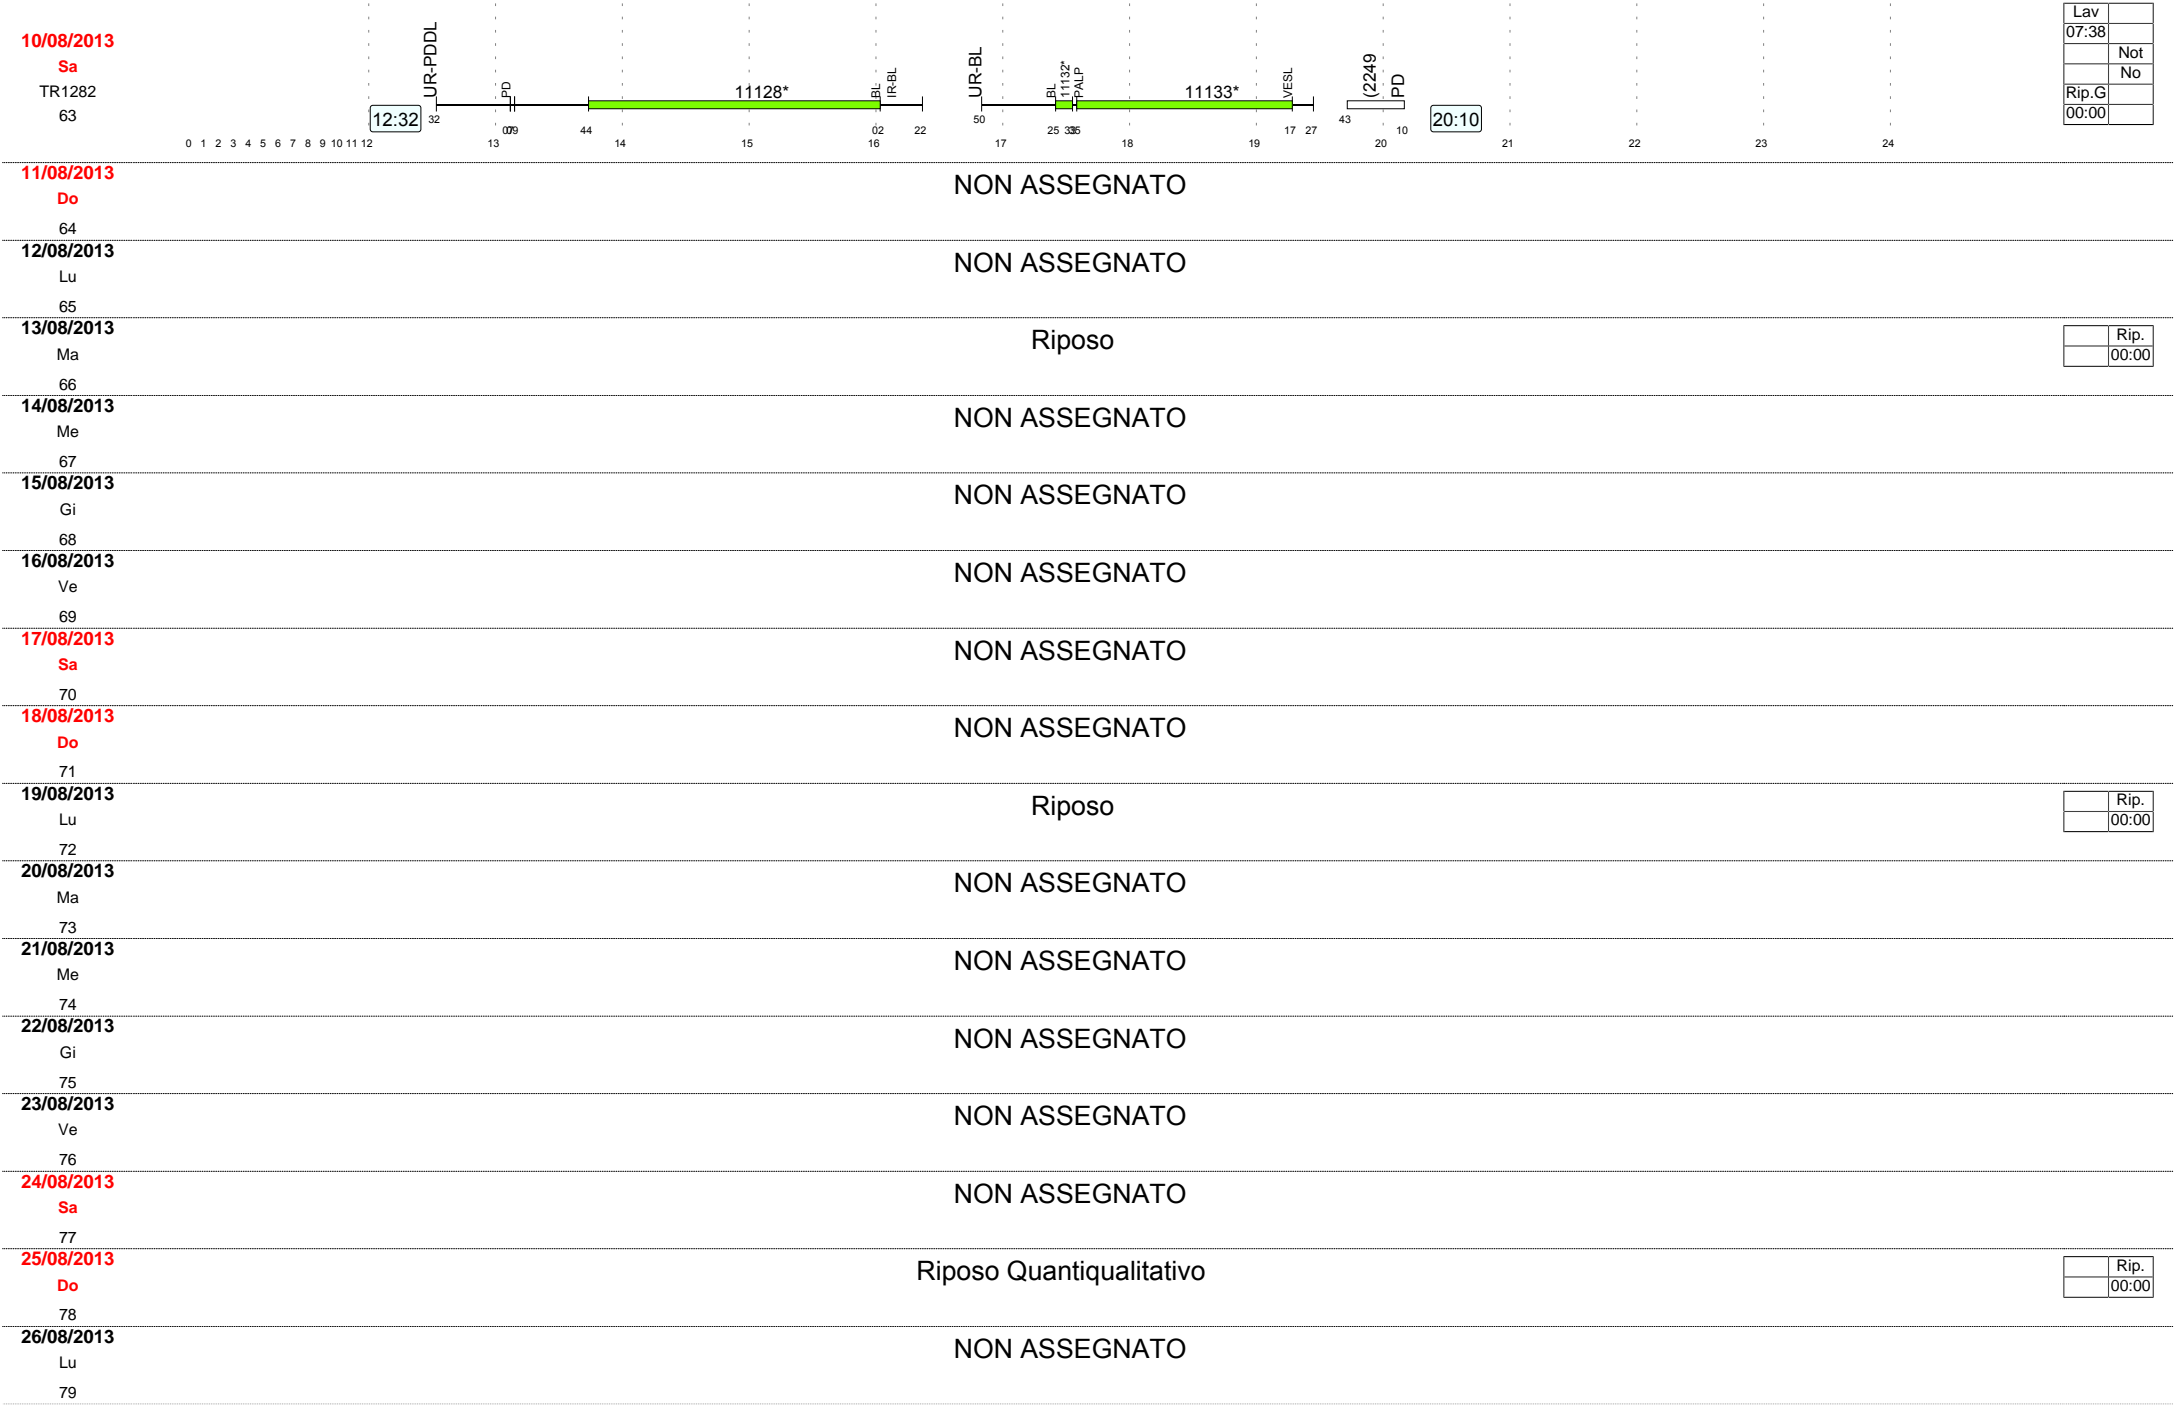 10/08/2013
Sa
TR1282
63
12:32
UR-PDDL
PD
11128*
BL
IR-BL
UR-BL
BL
11132*
PALP
11133*
VESL
(2249
PD
20:10
32 09 44 02 22 50 25 35 17 27 43 10
0 1 2 3 4 5 6 7 8 9 10 11 12 13 14 15 16 17 18 19 20 21 22 23 24
Lav
07:38
Not
No
Rip.G
00:00
11/08/2013
Do
64
NON ASSEGNATO
12/08/2013
Lu
65
NON ASSEGNATO
13/08/2013
Ma
66
Riposo
Rip.
00:00
14/08/2013
Me
67
NON ASSEGNATO
15/08/2013
Gi
68
NON ASSEGNATO
16/08/2013
Ve
69
NON ASSEGNATO
17/08/2013
Sa
70
NON ASSEGNATO
18/08/2013
Do
71
NON ASSEGNATO
19/08/2013
Lu
72
Riposo
Rip.
00:00
20/08/2013
Ma
73
NON ASSEGNATO
21/08/2013
Me
74
NON ASSEGNATO
22/08/2013
Gi
75
NON ASSEGNATO
23/08/2013
Ve
76
NON ASSEGNATO
24/08/2013
Sa
77
NON ASSEGNATO
25/08/2013
Do
78
Riposo Quantiqualitativo
Rip.
00:00
26/08/2013
Lu
79
NON ASSEGNATO